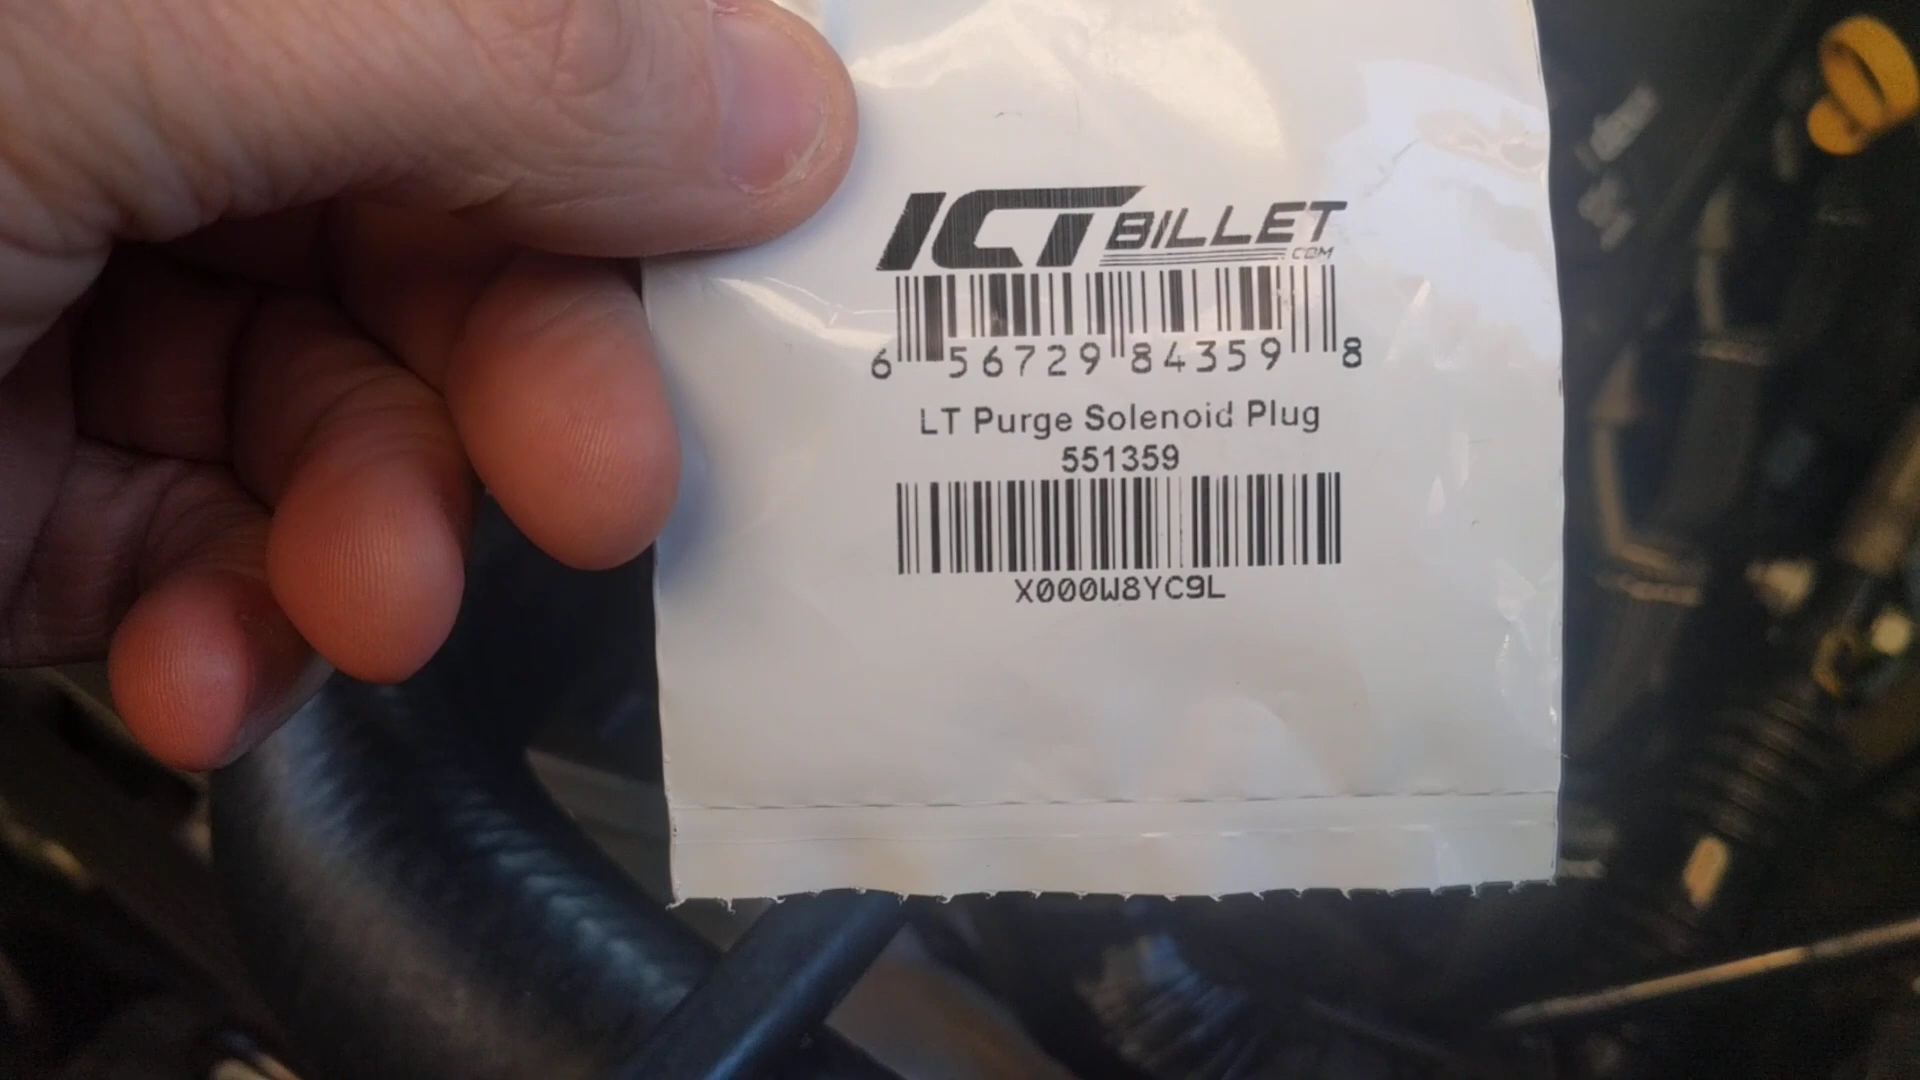 ICT BILLET
.COM
6 56729 84359 8
LT Purge Solenoid Plug
551359
X000W8YC9L